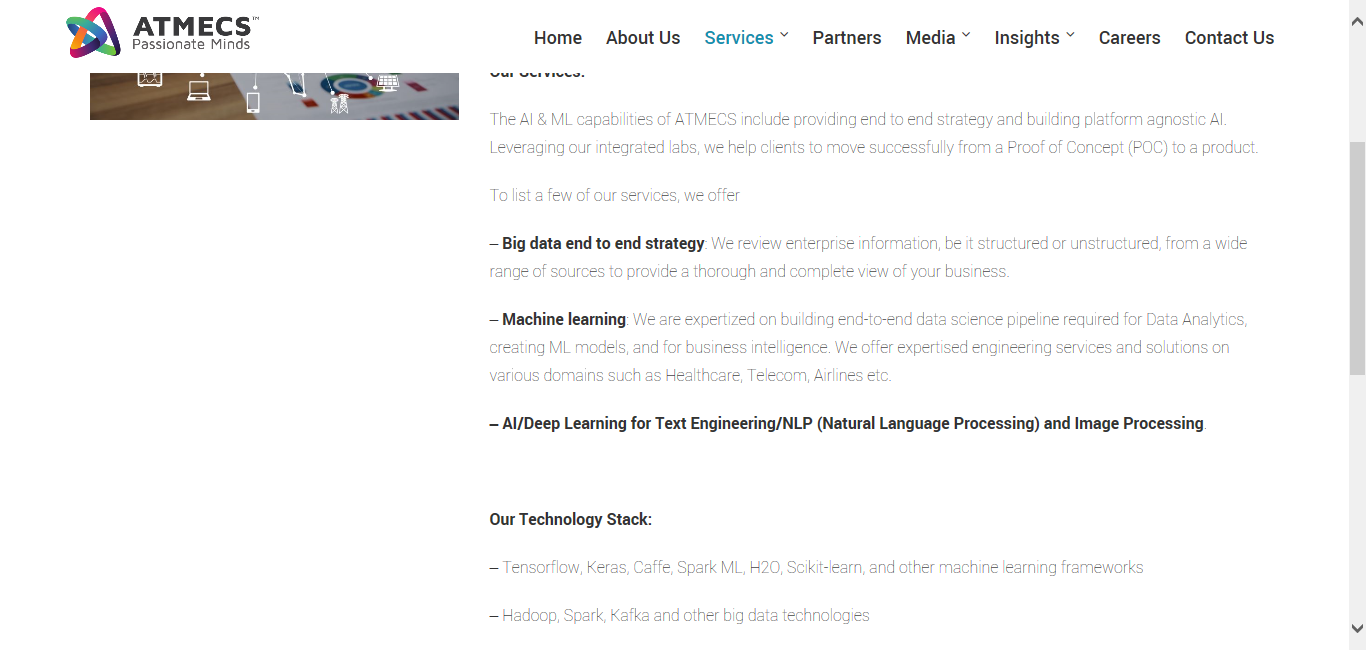 ATMECS™
Passionate Minds
Home About Us Services Partners Media Insights Careers Contact Us
Our Services:
The AI & ML capabilities of ATMECS include providing end to end strategy and building platform agnostic AI.
Leveraging our integrated labs, we help clients to move successfully from a Proof of Concept (POC) to a product.
To list a few of our services, we offer
– Big data end to end strategy: We review enterprise information, be it structured or unstructured, from a wide
range of sources to provide a thorough and complete view of your business.
– Machine learning: We are expertized on building end-to-end data science pipeline required for Data Analytics,
creating ML models, and for business intelligence. We offer expertised engineering services and solutions on
various domains such as Healthcare, Telecom, Airlines etc.
– AI/Deep Learning for Text Engineering/NLP (Natural Language Processing) and Image Processing.
Our Technology Stack:
– Tensorflow, Keras, Caffe, Spark ML, H2O, Scikit-learn, and other machine learning frameworks
– Hadoop, Spark, Kafka and other big data technologies